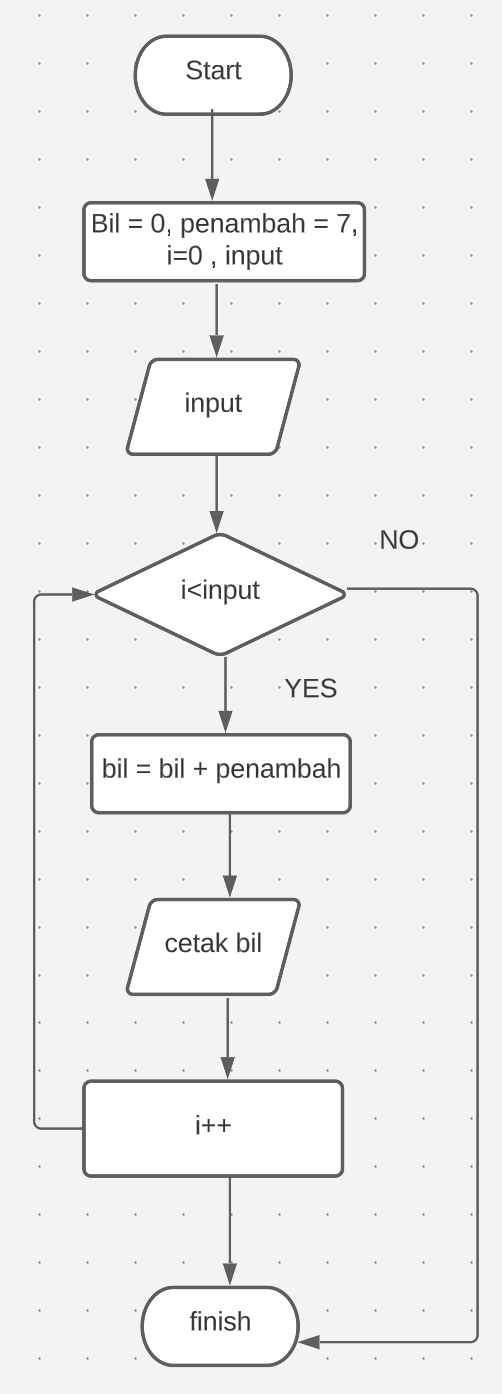 Start
Bil = 0, penambah = 7,
i=0 , input
input
i<input
NO
YES
bil = bil + penambah
cetak bil
i++
finish